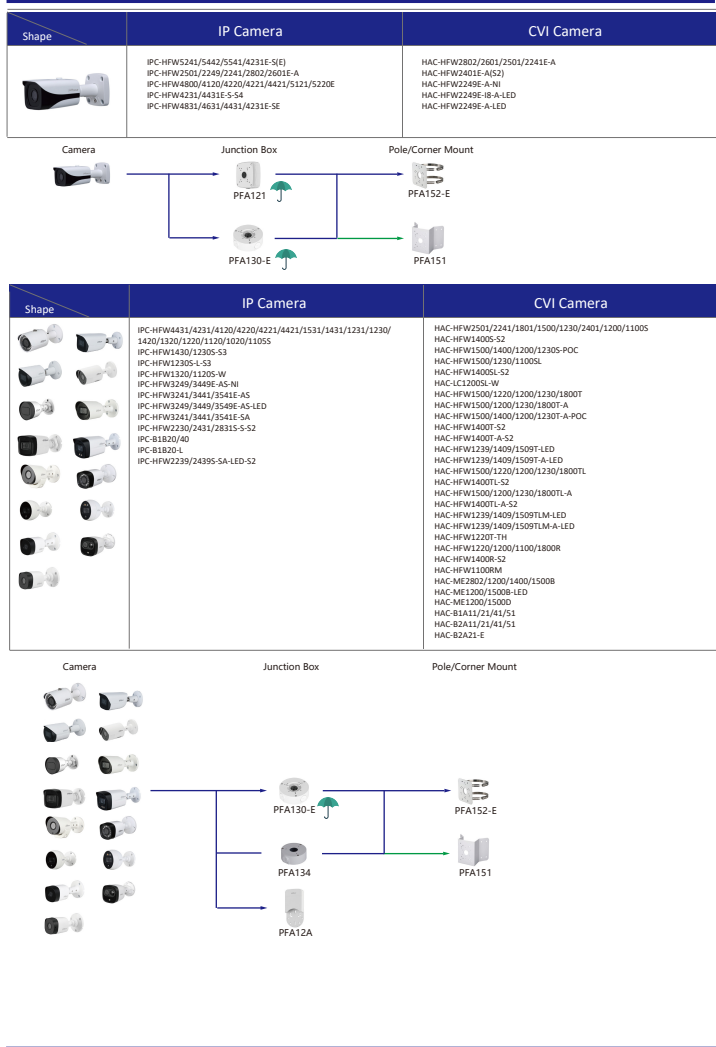 Shape
IP Camera
CVI Camera
IPC-HFW5241/5442/5541/4231E-S(E)
IPC-HFW2501/2249/2241/2802/2601E-A
IPC-HFW4800/4120/4220/4221/4421/5121/5220E
IPC-HFW4231/4431E-S-S4
IPC-HFW4831/4631/4431/4231E-SE
HAC-HFW2802/2601/2501/2241E-A
HAC-HFW2401E-A(S2)
HAC-HFW2249E-A-NI
HAC-HFW2249E-I8-A-LED
HAC-HFW2249E-A-LED
Camera
Junction Box
Pole/Corner Mount
PFA121
PFA152-E
PFA130-E
PFA151
Shape
IP Camera
CVI Camera
IPC-HFW4431/4231/4120/4220/4221/4421/1531/1431/1231/1230/
1420/1320/1220/1120/1020/1105S
IPC-HFW1430/1230S-S3
IPC-HFW1230S-L-S3
IPC-HFW1320/1120S-W
IPC-HFW3249/3449E-AS-NI
IPC-HFW3241/3441/3541E-AS
IPC-HFW3249/3449/3549E-AS-LED
IPC-HFW3241/3441/3541E-SA
IPC-HFW2230/2431/2831S-S-S2
IPC-B1B20/40
IPC-B1B20-L
IPC-HFW2239/2439S-SA-LED-S2
HAC-HFW2501/2241/1801/1500/1230/2401/1200/1100S
HAC-HFW1400S-S2
HAC-HFW1500/1400/1200/1230S-POC
HAC-HFW1500/1230/1100SL
HAC-HFW1400SL-S2
HAC-LC1200SL-W
HAC-HFW1500/1220/1200/1230/1800T
HAC-HFW1500/1200/1230/1800T-A
HAC-HFW1500/1400/1200/1230T-A-POC
HAC-HFW1400T-S2
HAC-HFW1400T-A-S2
HAC-HFW1239/1409/1509T-LED
HAC-HFW1239/1409/1509T-A-LED
HAC-HFW1500/1220/1200/1230/1800TL
HAC-HFW1400TL-S2
HAC-HFW1500/1200/1230/1800TL-A
HAC-HFW1400TL-A-S2
HAC-HFW1239/1409/1509TLM-LED
HAC-HFW1239/1409/1509TLM-A-LED
HAC-HFW1220T-TH
HAC-HFW1220/1200/1100/1800R
HAC-HFW1400R-S2
HAC-HFW1100RM
HAC-ME2802/1200/1400/1500B
HAC-ME1200/1500B-LED
HAC-ME1200/1500D
HAC-B1A11/21/41/51
HAC-B2A11/21/41/51
HAC-B2A21-E
Camera
Junction Box
Pole/Corner Mount
PFA130-E
PFA152-E
PFA134
PFA151
PFA12A